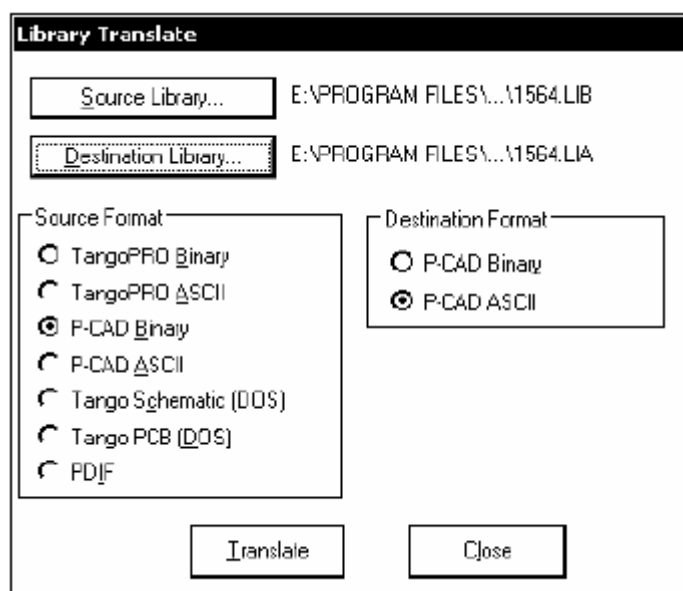 Library Translate
Source Library...
E:\PROGRAM FILES\...\1564.LIB
Destination Library...
E:\PROGRAM FILES\...\1564.LIA
Source Format
TangoPRO Binary
TangoPRO ASCII
P-CAD Binary
P-CAD ASCII
Tango Schematic (DOS)
Tango PCB (DOS)
PDIF
Destination Format
P-CAD Binary
P-CAD ASCII
Translate
Close